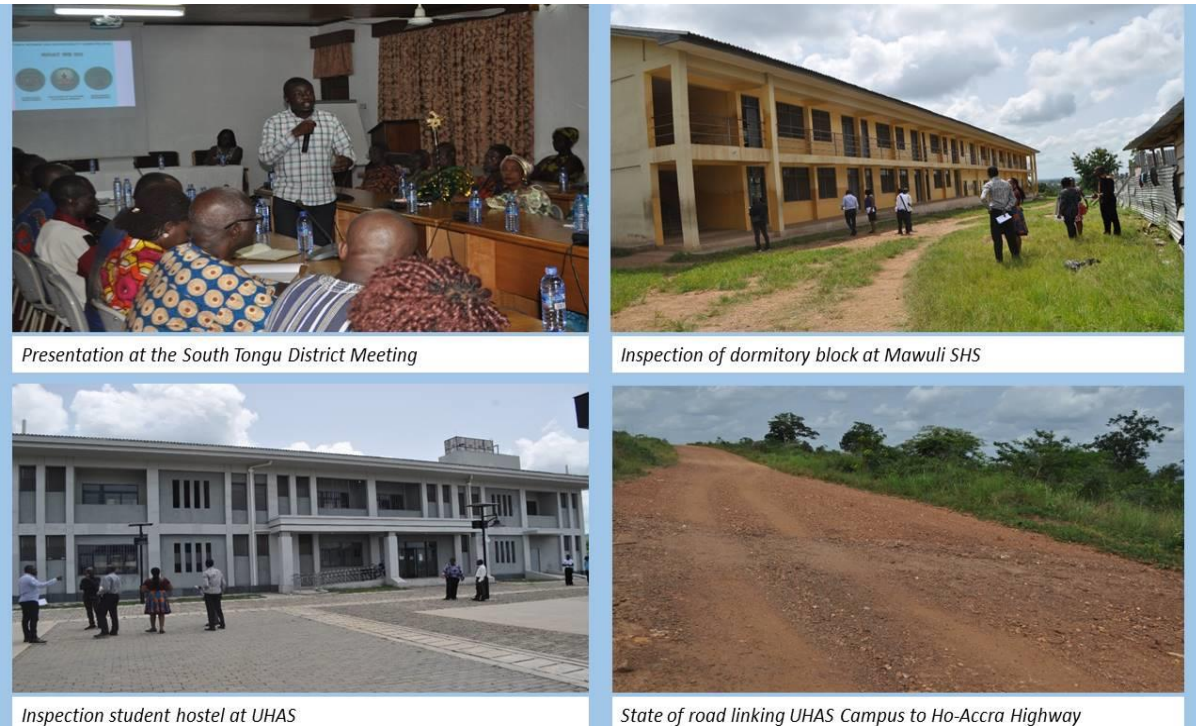 Presentation at the South Tongu District Meeting
Inspection of dormitory block at Mawuli SHS
Inspection student hostel at UHAS
State of road linking UHAS Campus to Ho-Accra Highway